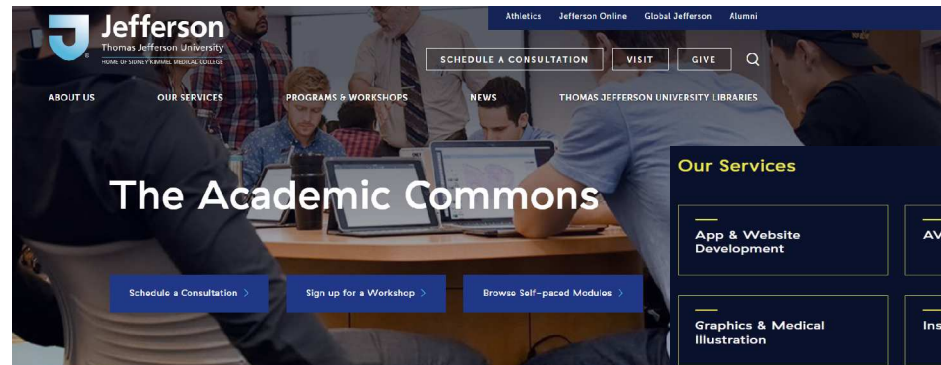 Athletics Jefferson Online Global Jefferson Alumni
Jefferson
Thomas Jefferson University
HOME OF SIDNEY KIMMEL MEDICAL COLLEGE
SCHEDULE A CONSULTATION VISIT GIVE
ABOUT US OUR SERVICES PROGRAMS & WORKSHOPS NEWS THOMAS JEFFERSON UNIVERSITY LIBRARIES
The Academic Commons
Schedule a Consultation >
Sign up for a Workshop >
Browse Self-paced Modules >
Our Services
App & Website
Development
AV
Graphics & Medical
Illustration
Ins